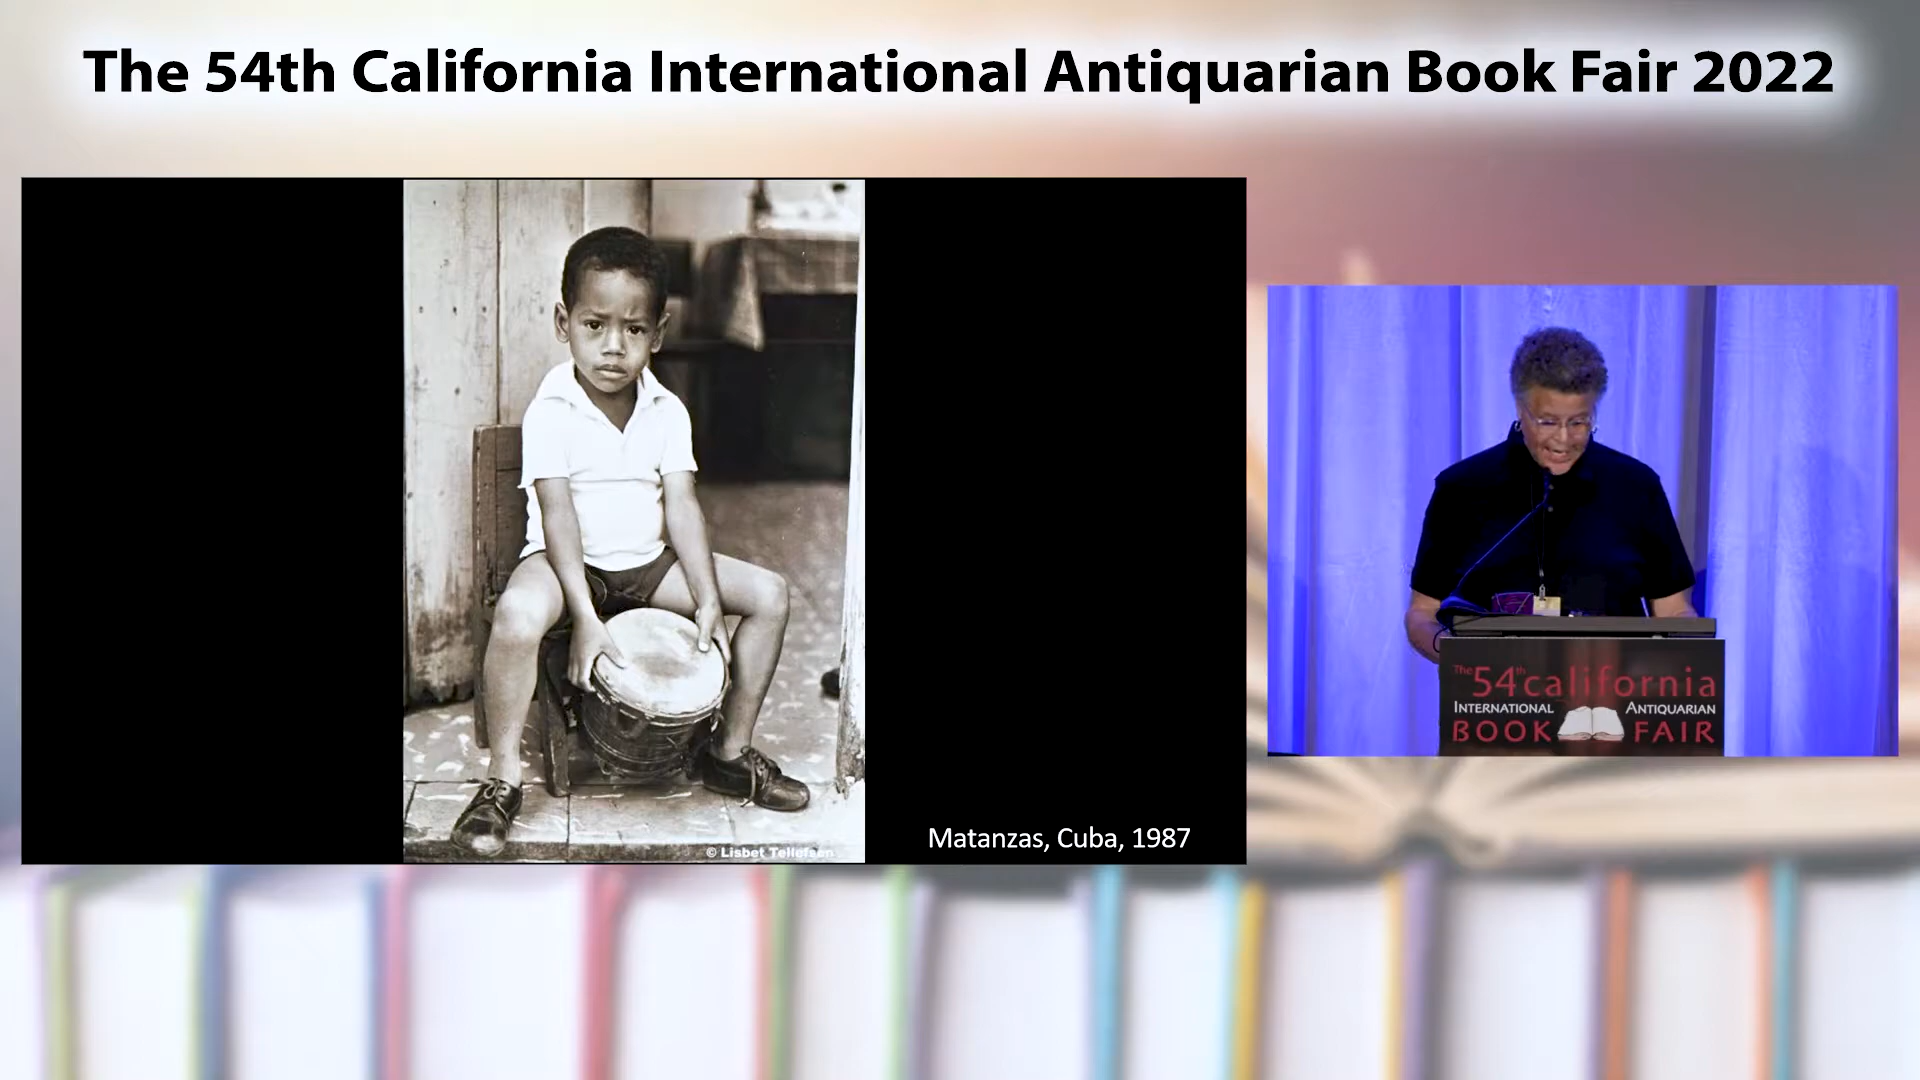 The 54th California International Antiquarian Book Fair 2022
© Lisbet Tellefsen
Matanzas, Cuba, 1987
The 54th california
INTERNATIONAL ANTIQUARIAN
BOOK FAIR